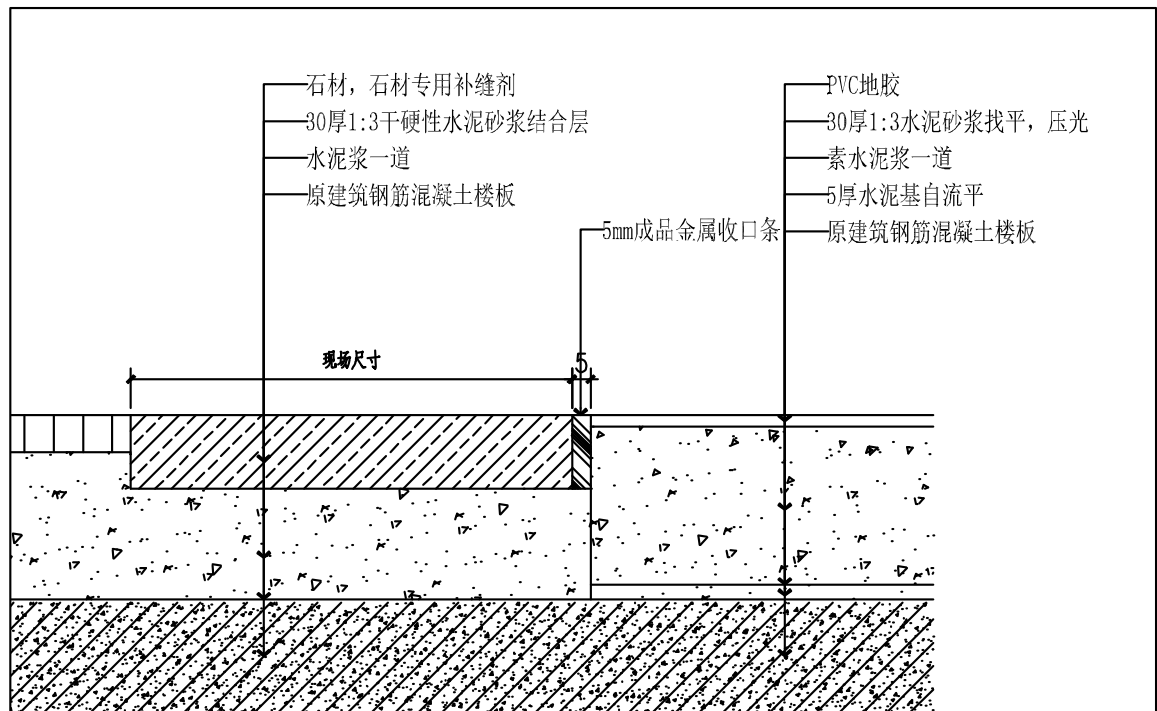 石材，石材专用补缝剂
30厚1:3干硬性水泥砂浆结合层
水泥浆一道
原建筑钢筋混凝土楼板
5mm成品金属收口条
PVC地胶
30厚1:3水泥砂浆找平，压光
素水泥浆一道
5厚水泥基自流平
原建筑钢筋混凝土楼板
现场尺寸
5